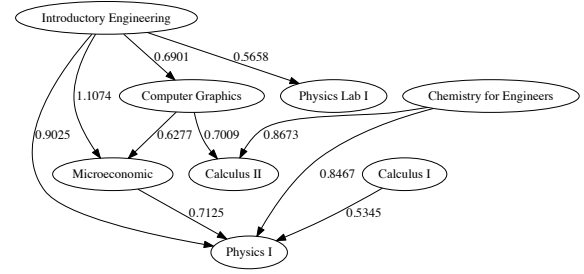 Introductory Engineering
0.6901
0.5658
1.1074
Computer Graphics
Physics Lab I
Chemistry for Engineers
0.9025
0.6277
0.7009
0.8673
Microeconomic
Calculus II
0.8467
Calculus I
0.7125
0.5345
Physics I